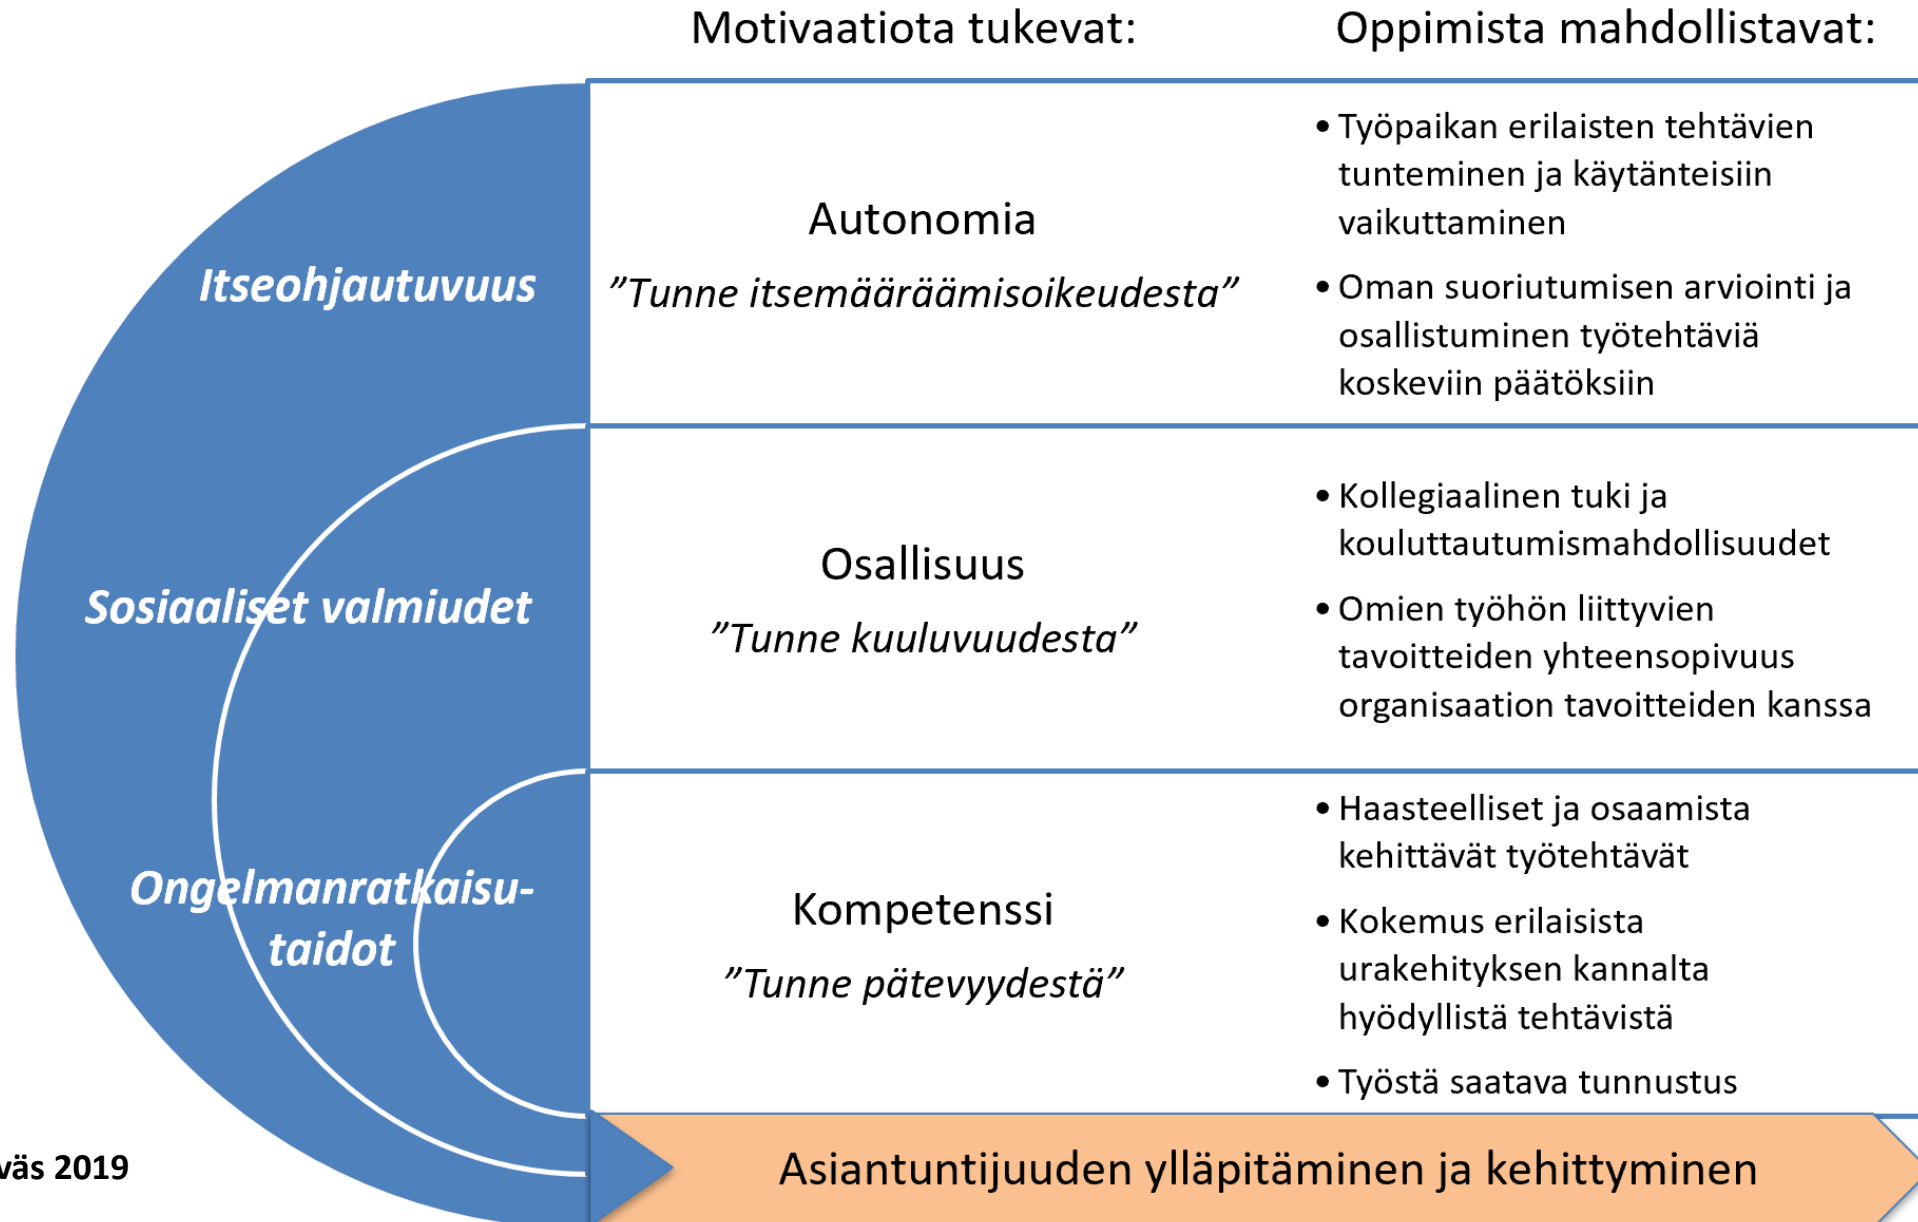 Motivaatiota tukevat:
Oppimista mahdollistavat:
Itseohjautuvuus
Autonomia
”Tunne itsemääräämisoikeudesta”
• Työpaikan erilaisten tehtävien
tunteminen ja käytänteisiin
vaikuttaminen
• Oman suoriutumisen arviointi ja
osallistuminen työtehtäviä
koskeviin päätöksiin
Sosiaaliset valmiudet
Osallisuus
”Tunne kuuluvuudesta”
• Kollegiaalinen tuki ja
kouluttautumismahdollisuudet
• Omien työhön liittyvien
tavoitteiden yhteensopivuus
organisaation tavoitteiden kanssa
Ongelmanratkaisu-
taidot
Kompetenssi
”Tunne pätevyydestä”
• Haasteelliset ja osaamista
kehittävät työtehtävät
• Kokemus erilaisista
urakehityksen kannalta
hyödyllistä tehtävistä
• Työstä saatava tunnustus
Asiantuntijuuden ylläpitäminen ja kehittyminen
2019